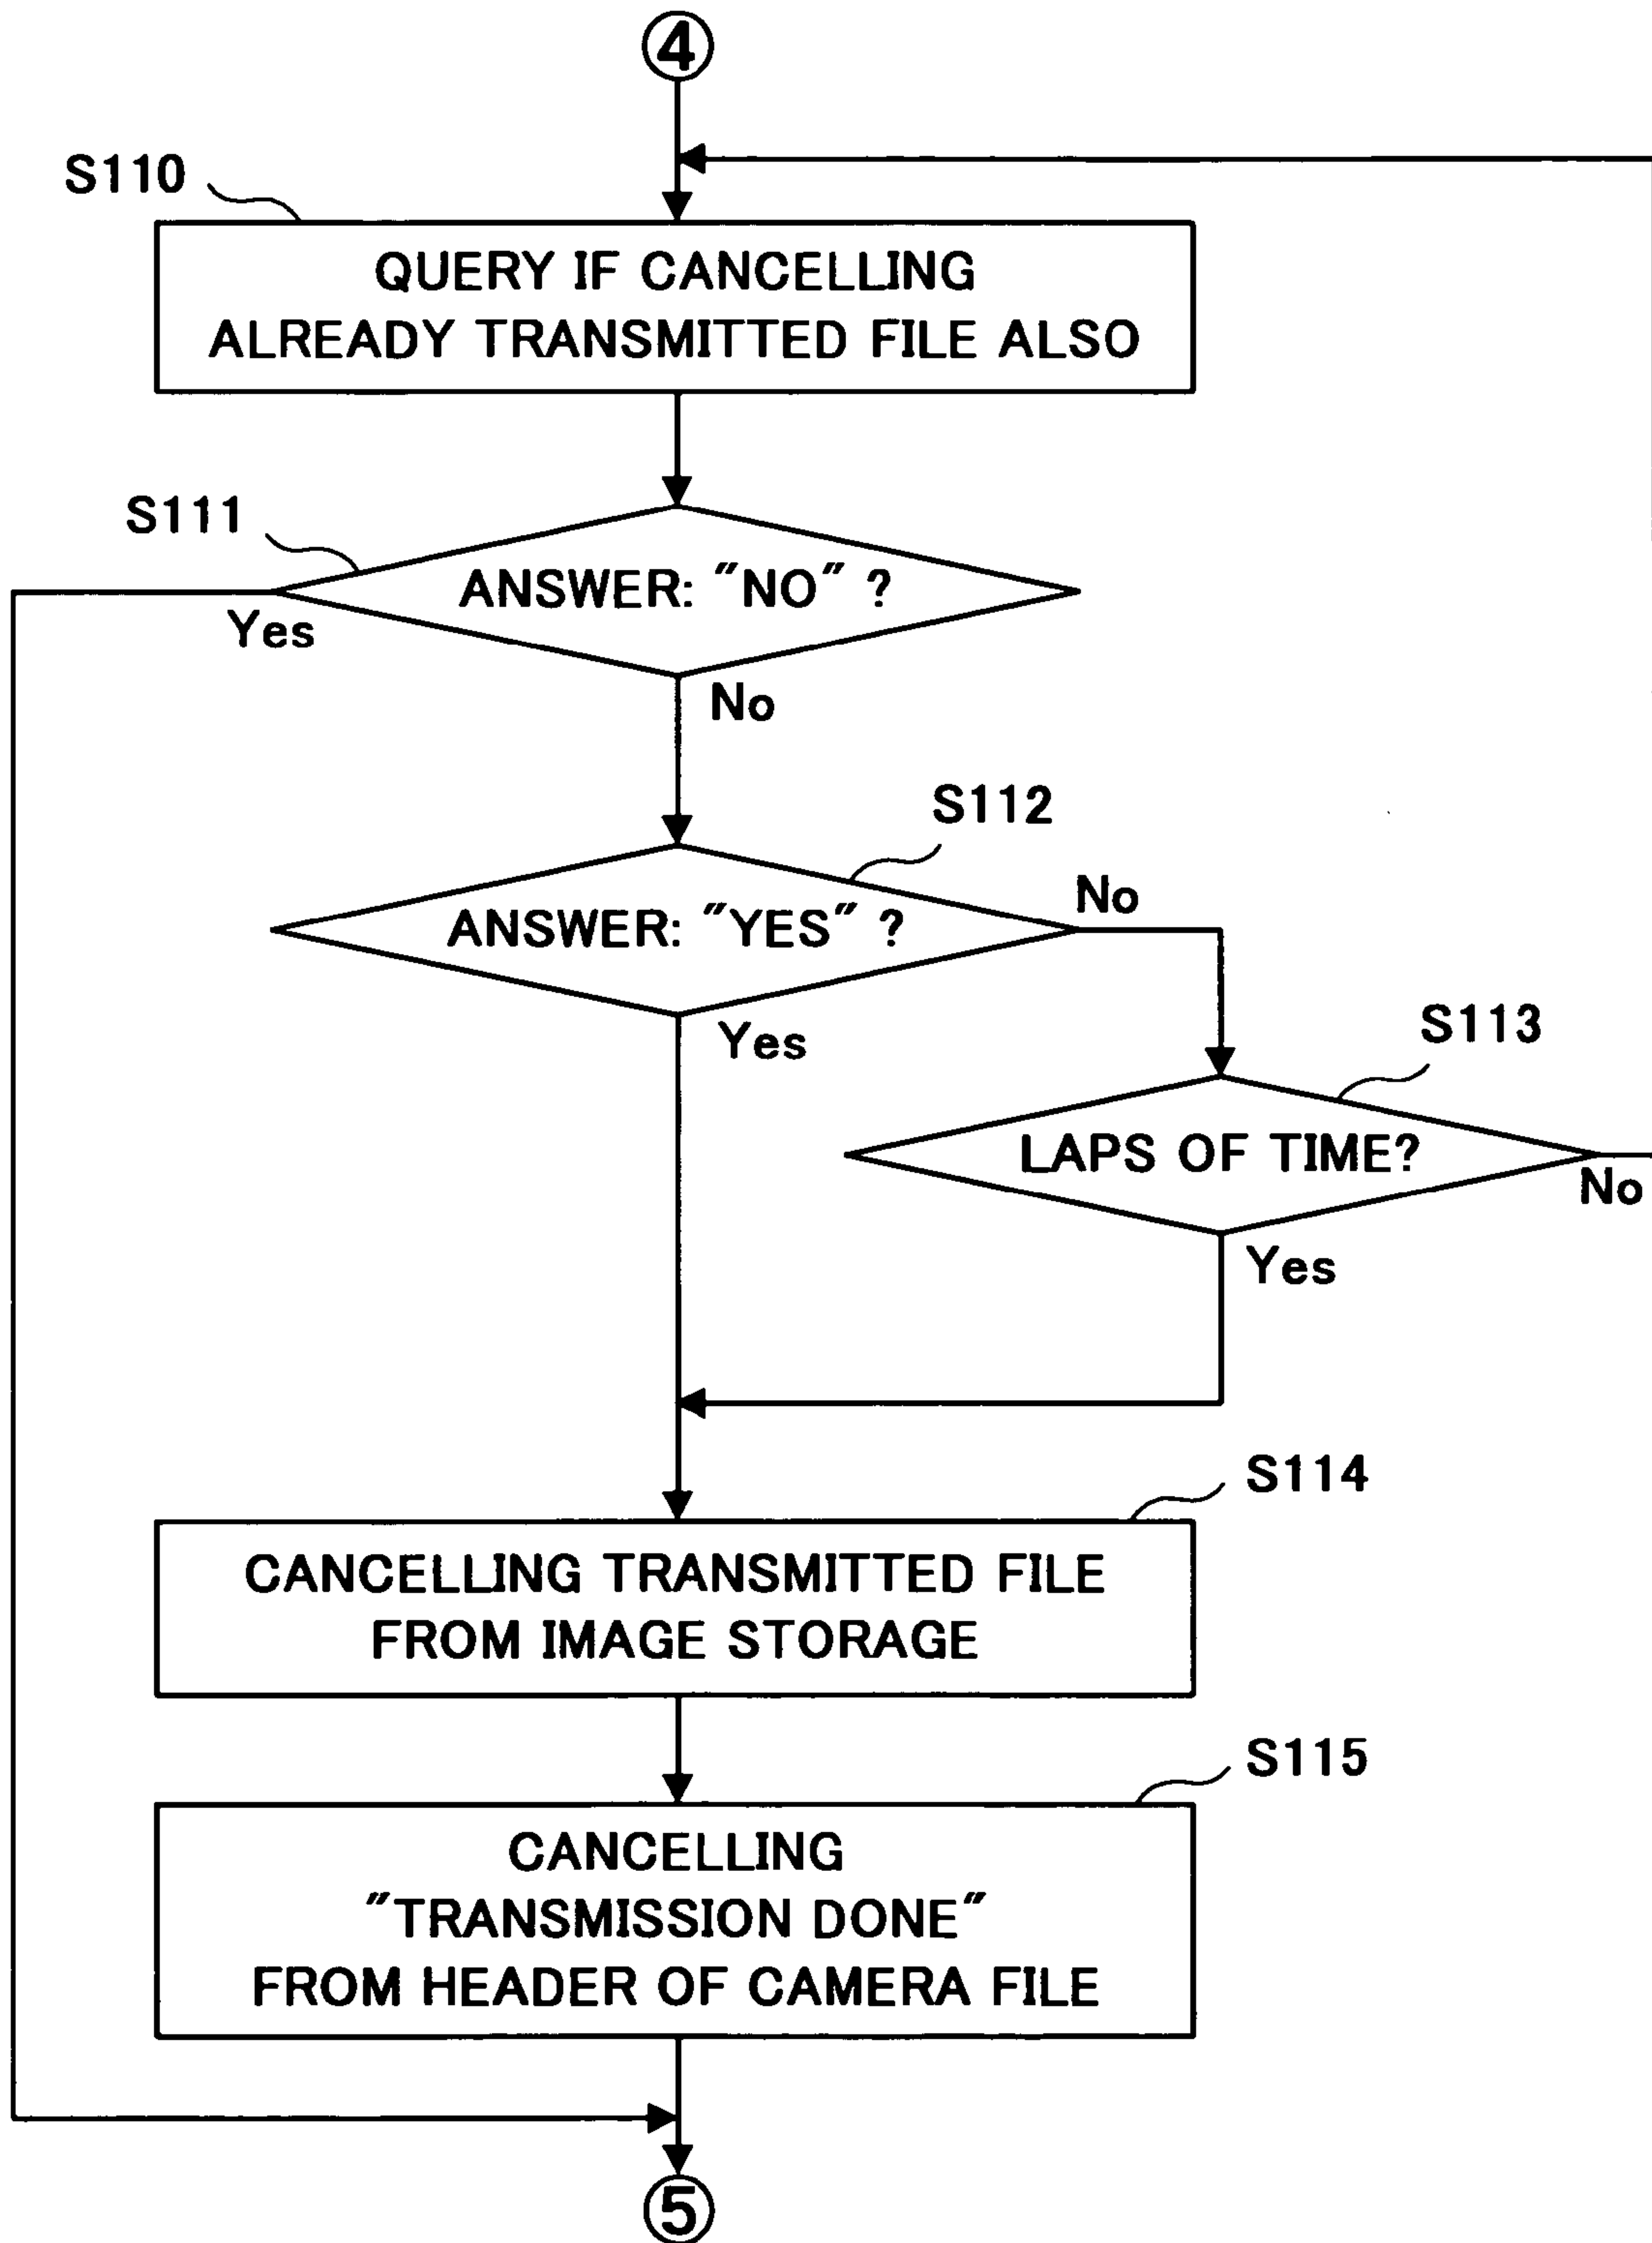 ④
S110
QUERY IF CANCELLING
ALREADY TRANSMITTED FILE ALSO
S111
ANSWER: "NO" ?
Yes
No
S112
ANSWER: "YES" ?
No
Yes
S113
LAPS OF TIME?
No
Yes
S114
CANCELLING TRANSMITTED FILE
FROM IMAGE STORAGE
S115
CANCELLING
"TRANSMISSION DONE"
FROM HEADER OF CAMERA FILE
⑤